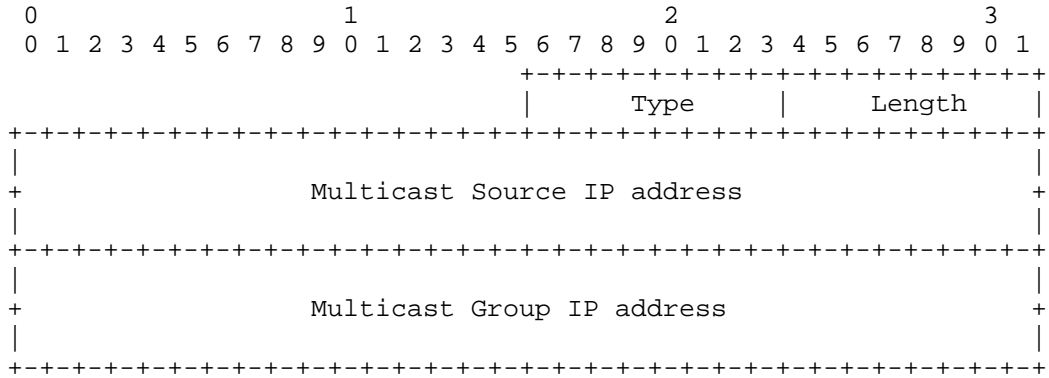 0                   1                   2                   3
 0 1 2 3 4 5 6 7 8 9 0 1 2 3 4 5 6 7 8 9 0 1 2 3 4 5 6 7 8 9 0 1
                                +-+-+-+-+-+-+-+-+-+-+-+-+-+-+-+-+
                                |      Type     |     Length    |
+-+-+-+-+-+-+-+-+-+-+-+-+-+-+-+-+-+-+-+-+-+-+-+-+-+-+-+-+-+-+-+-+
|                                                               |
+                  Multicast Source IP address                  +
|                                                               |
+-+-+-+-+-+-+-+-+-+-+-+-+-+-+-+-+-+-+-+-+-+-+-+-+-+-+-+-+-+-+-+-+
|                                                               |
+                  Multicast Group IP address                   +
|                                                               |
+-+-+-+-+-+-+-+-+-+-+-+-+-+-+-+-+-+-+-+-+-+-+-+-+-+-+-+-+-+-+-+-+